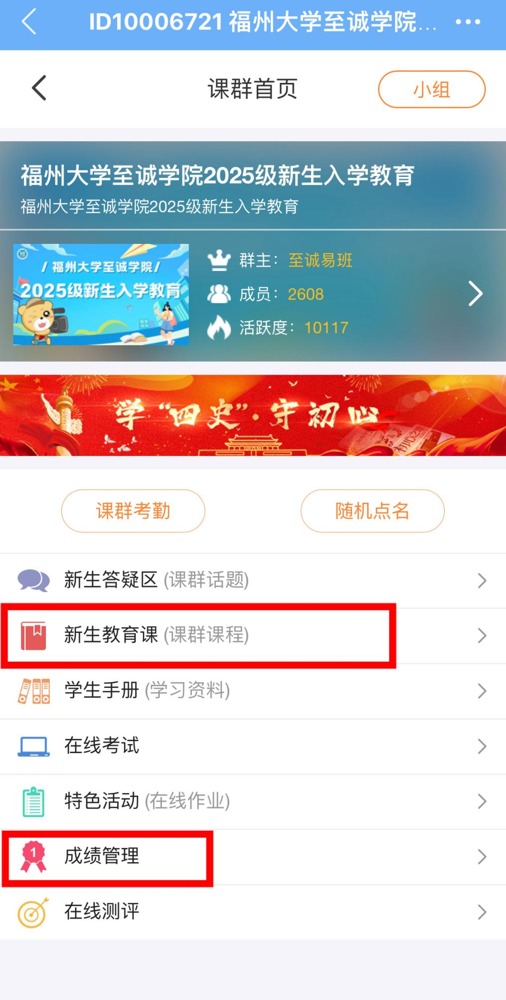 ID10006721 福州大学至诚学院...
课群首页
小组
福州大学至诚学院2025级新生入学教育
福州大学至诚学院2025级新生入学教育
/ 福州大学至诚学院 /
2025级新生入学教育
群主：至诚易班
成员：2608
活跃度：10117
学“四史”·守初心
课群考勤
随机点名
新生答疑区 (课群话题)
新生教育课 (课群课程)
学生手册 (学习资料)
在线考试
特色活动 (在线作业)
1
成绩管理
在线测评